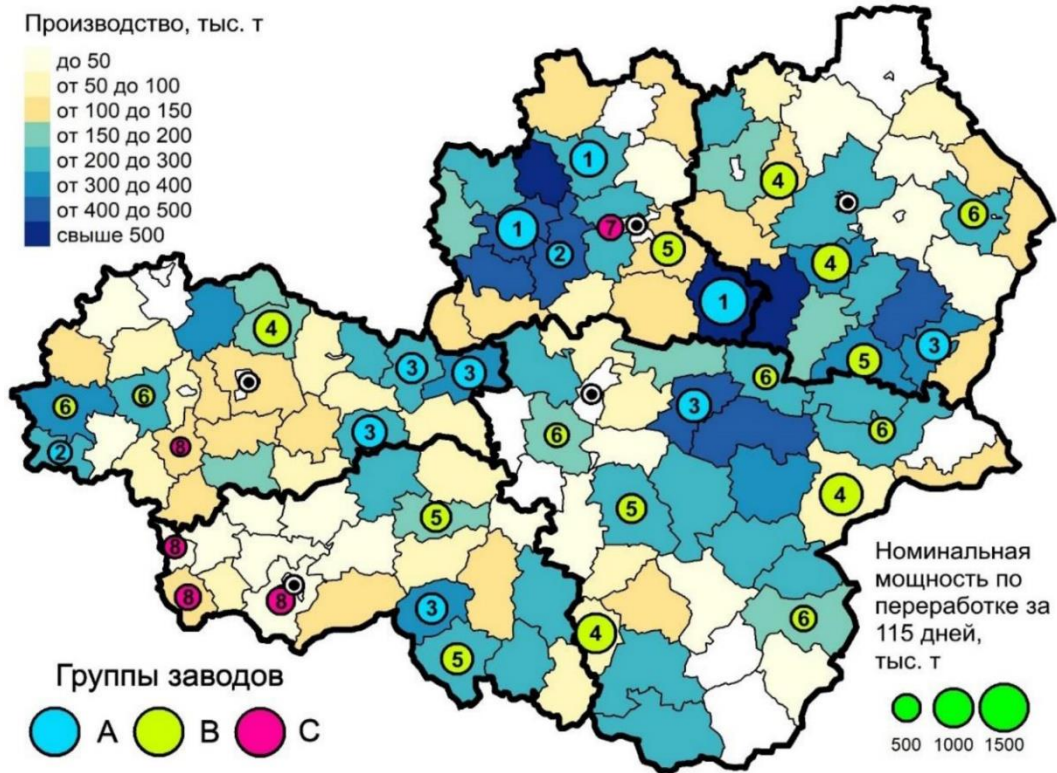 Производство, тыс. т
до 50
от 50 до 100
от 100 до 150
от 150 до 200
от 200 до 300
от 300 до 400
от 400 до 500
свыше 500
1
4
6
1
7
2
5
4
1
4
3
3
5
3
6
6
6
3
2
8
3
6
6
5
5
4
8
8
8
3
6
4
5
Номинальная
мощность по
переработке за
115 дней,
тыс. т
500 1000 1500
Группы заводов
A B C